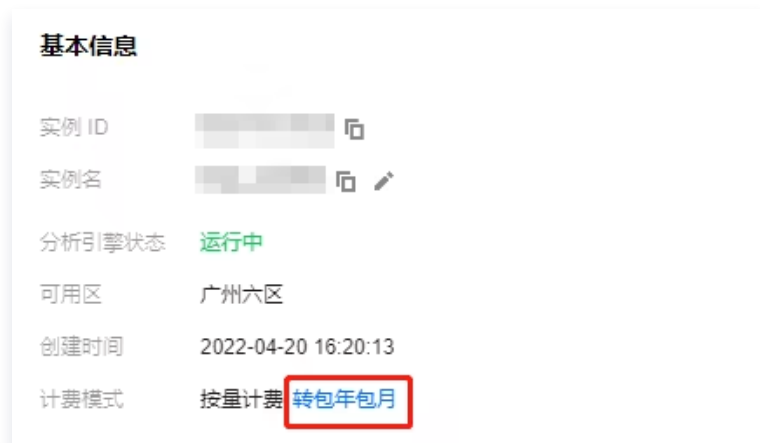 基本信息
实例 ID
实例名
分析引擎状态 运行中
可用区 广州六区
创建时间 2022-04-20 16:20:13
计费模式 按量计费 转包年包月